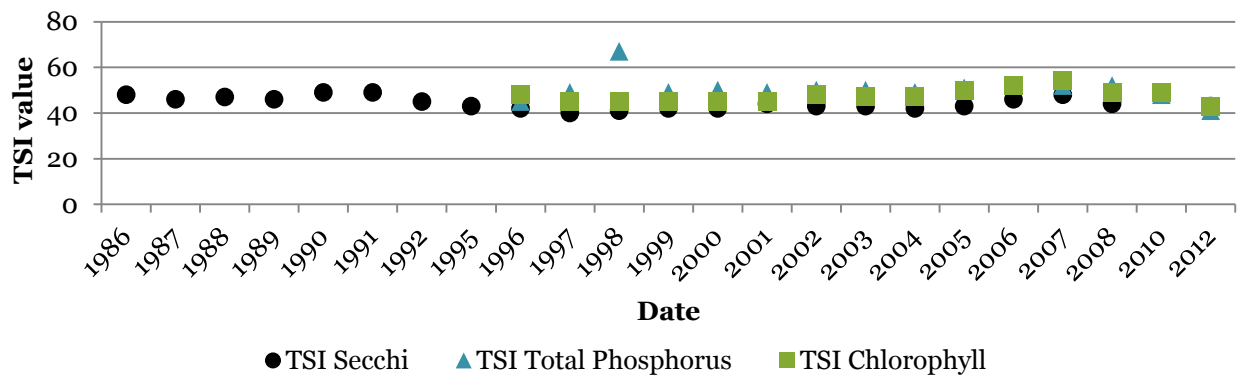 80
60
40
20
0
TSI value
1986 1987 1988 1989 1990 1991 1992 1995 1996 1997 1998 1999 2000 2001 2002 2003 2004 2005 2006 2007 2008 2010 2012
Date
TSI Secchi TSI Total Phosphorus TSI Chlorophyll